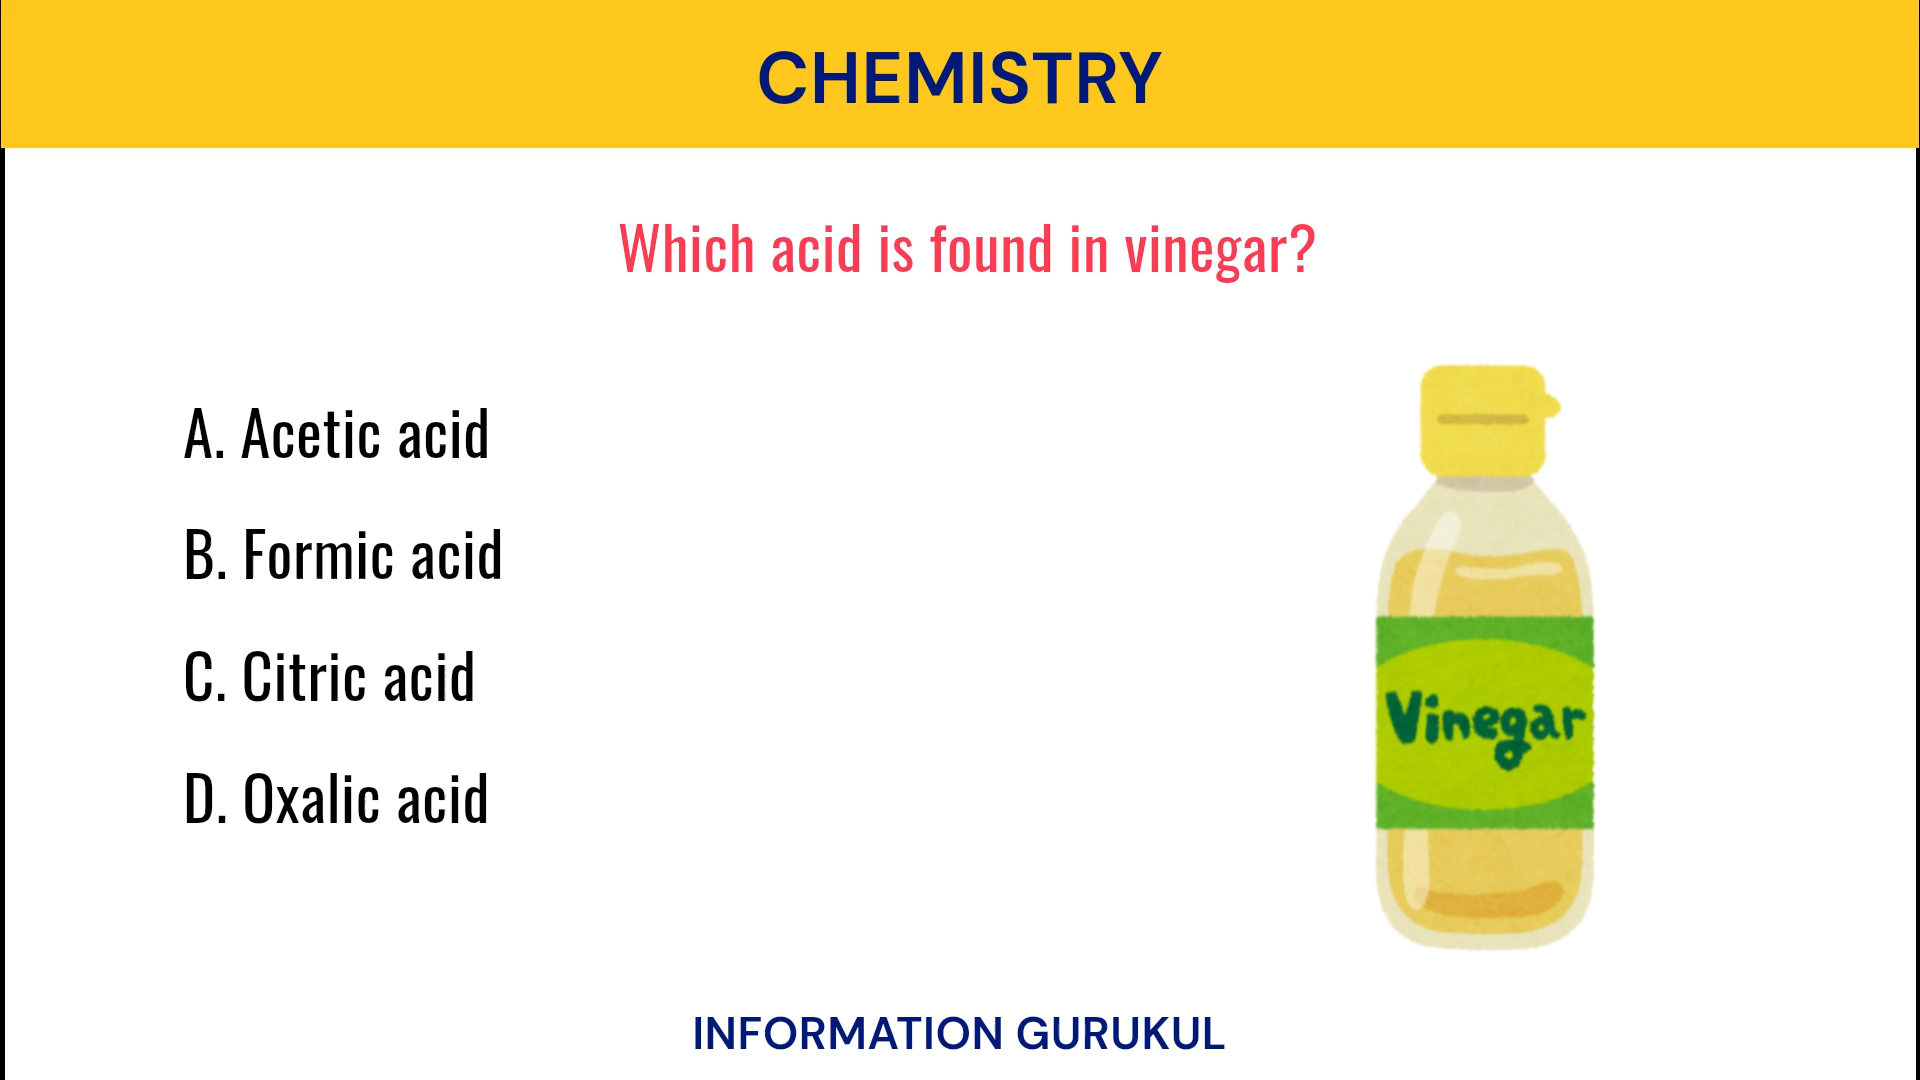 CHEMISTRY
Which acid is found in vinegar?
A. Acetic acid
B. Formic acid
C. Citric acid
D. Oxalic acid
Vinegar
INFORMATION GURUKUL